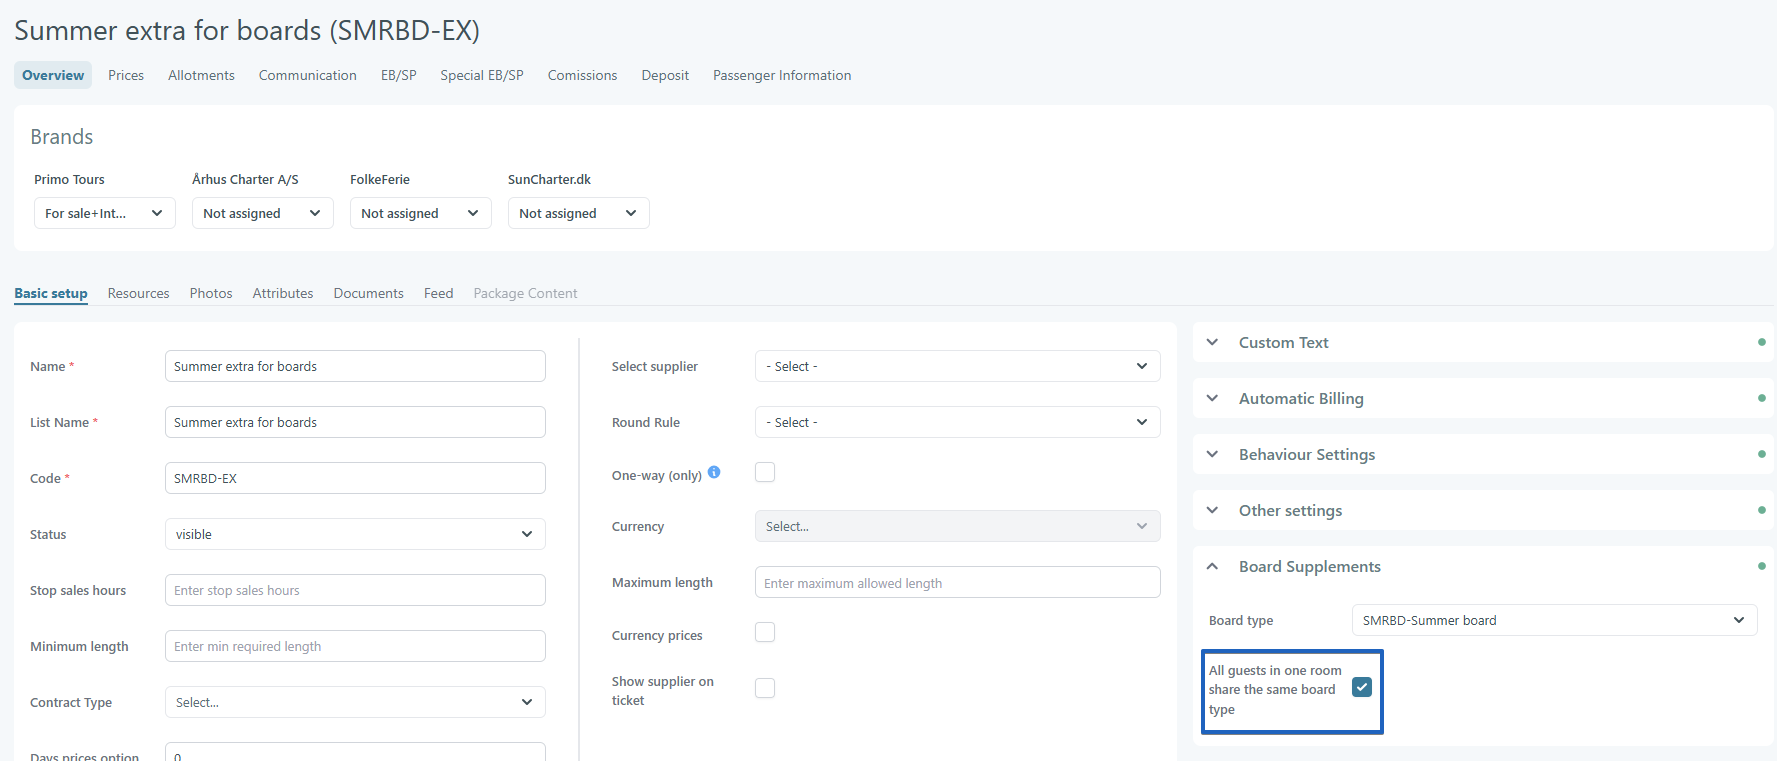 Summer extra for boards (SMRBD-EX)
Overview Prices Allotments Communication EB/SP Special EB/SP Comissions Deposit Passenger Information
Brands
Primo Tours Århus Charter A/S FolkeFerie SunCharter.dk
For sale+Int... Not assigned Not assigned Not assigned
Basic setup Resources Photos Attributes Documents Feed Package Content
Name *
Summer extra for boards
List Name *
Summer extra for boards
Code *
SMRBD-EX
Status
visible
Stop sales hours
Enter stop sales hours
Minimum length
Enter min required length
Contract Type
Select...
Days prices option
0
Select supplier
- Select -
Round Rule
- Select -
One-way (only)
Currency
Select...
Maximum length
Enter maximum allowed length
Currency prices
Show supplier on
ticket
Custom Text
Automatic Billing
Behaviour Settings
Other settings
Board Supplements
Board type
SMRBD-Summer board
All guests in one room
share the same board
type